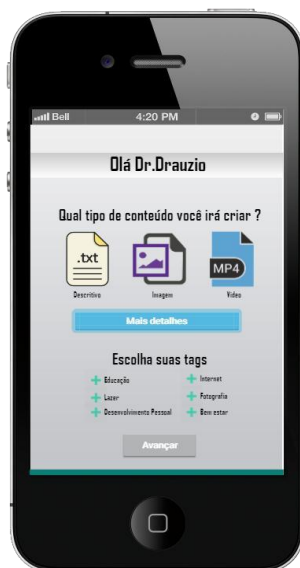 Bell 4:20 PM
Olá Dr.Drauzio
Qual tipo de conteúdo você irá criar ?
.txt MP4
Descritivo Imagem Video
Mais detalhes
Escolha suas tags
+ Educação + Internet
+ Lazer + Fotografia
+ Desenvolvimento Pessoal + Bem estar
Avançar